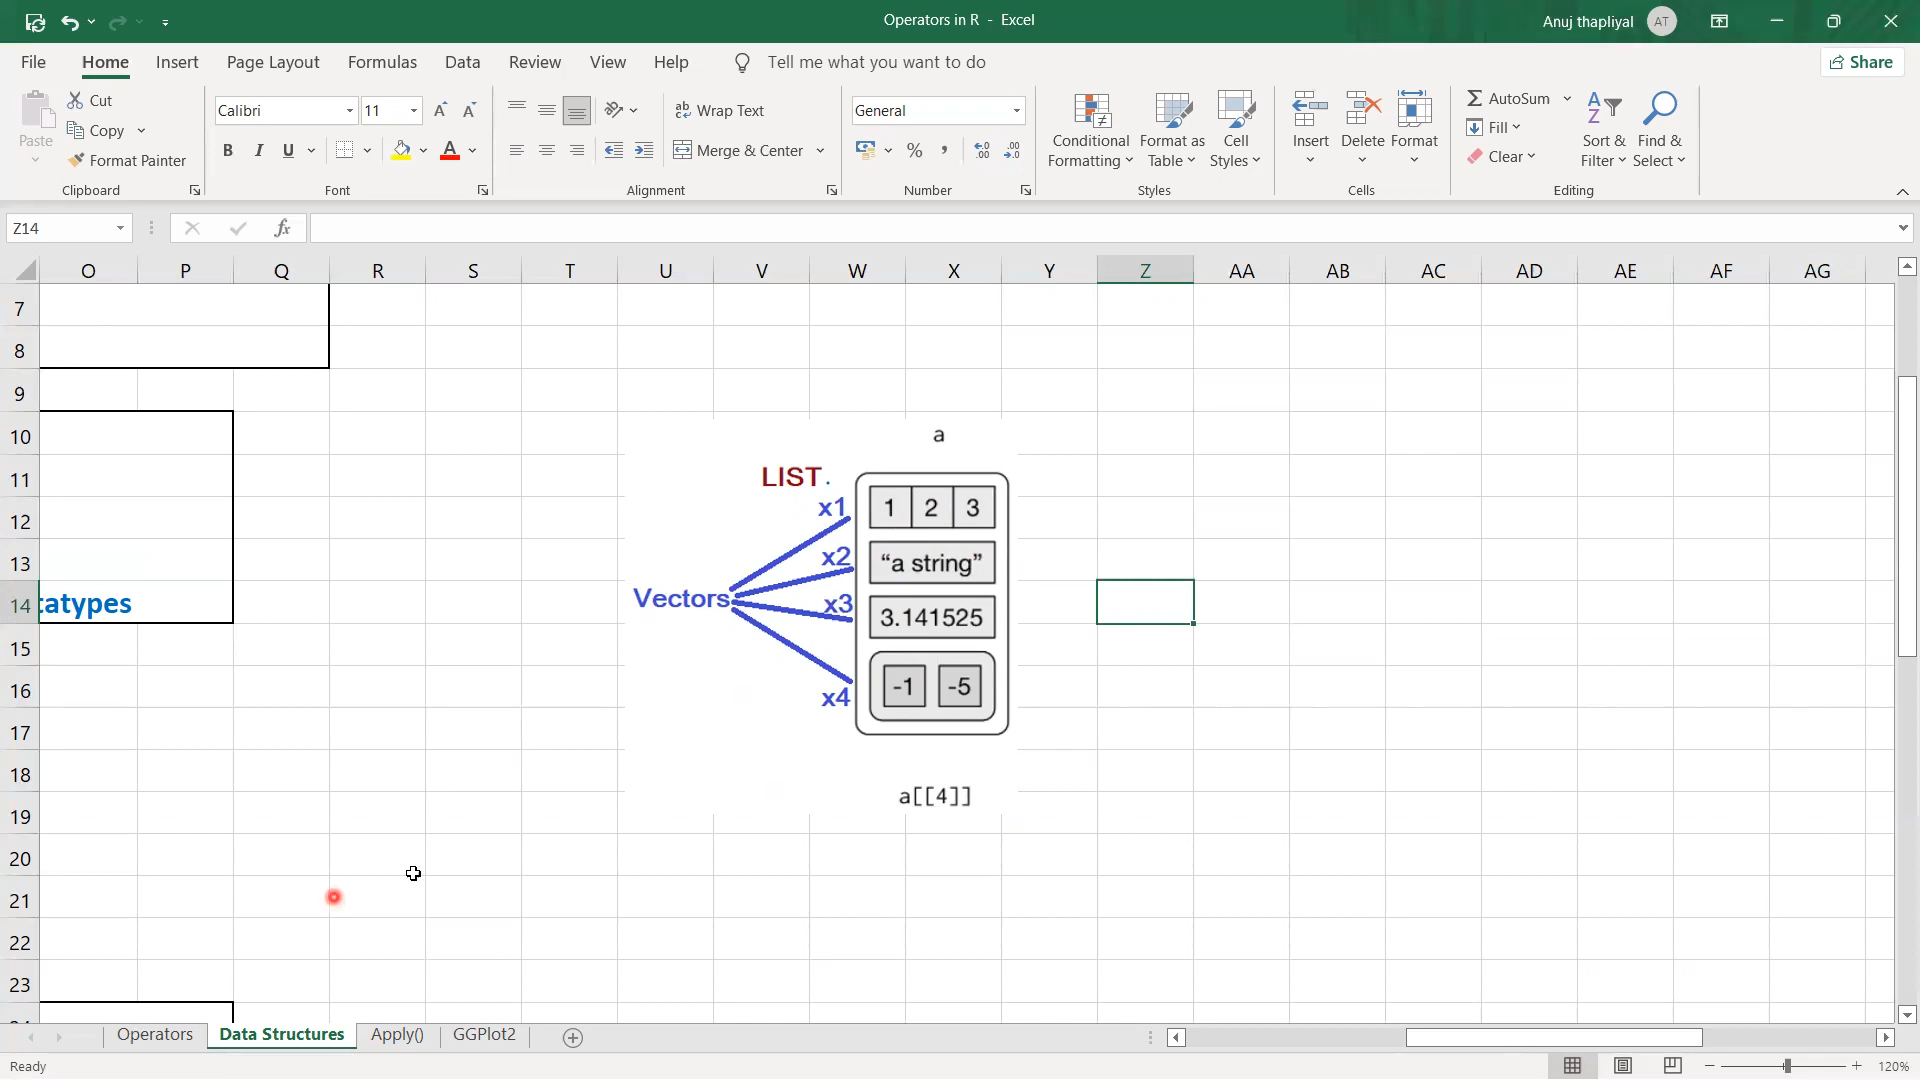 Operators in R - Excel
Anuj thapliyal
AT
File
Home
Insert
Page Layout
Formulas
Data
Review
View
Help
Tell me what you want to do
Share
Paste
Cut
Copy
Format Painter
Clipboard
Calibri
11
A A
B I U
A
Font
ab Wrap Text
Merge & Center
Alignment
General
% ,
Number
Conditional Formatting
Format as Table
Cell Styles
Styles
Insert
Delete
Format
Cells
AutoSum
Fill
Clear
Sort & Filter
Find & Select
Editing
Z14
fx
O P Q R S T U V W X Y Z AA AB AC AD AE AF AG
7
8
9
10
11
12
13
14
15
16
17
18
19
20
21
22
23
tatypes
a
LIST.
x1
1 2 3
x2
"a string"
Vectors
x3
3.141525
x4
-1 -5
a[[4]]
Operators
Data Structures
Apply()
GGPlot2
Ready
120%